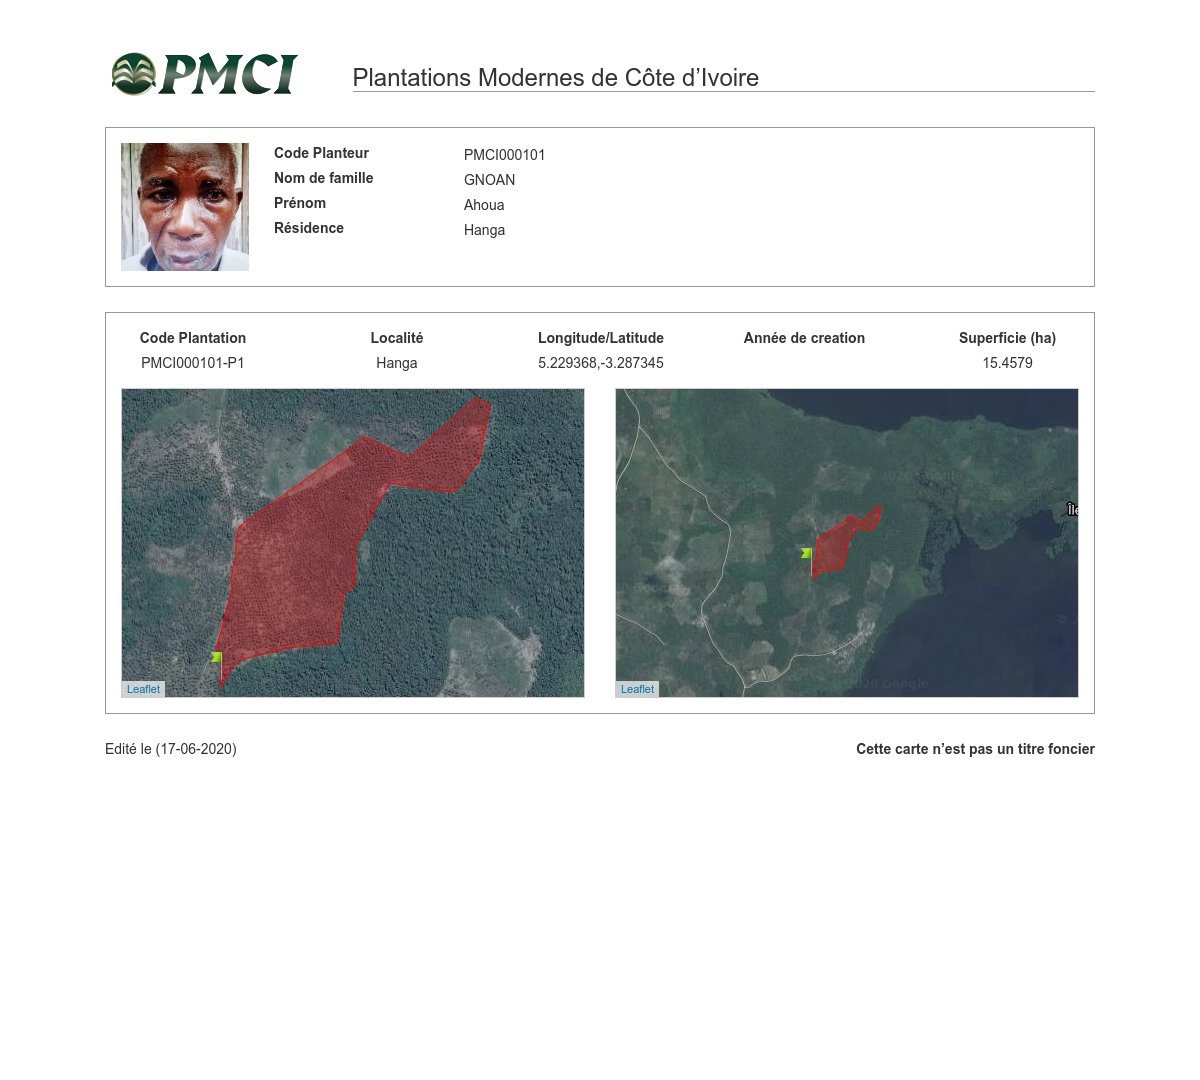 PMCI
Plantations Modernes de Côte d’Ivoire
Code Planteur PMCI000101
Nom de famille GNOAN
Prénom Ahoua
Résidence Hanga
Code Plantation Localité Longitude/Latitude Année de creation Superficie (ha)
PMCI000101-P1 Hanga 5.229368,-3.287345 15.4579
Leaflet
Leaflet
Google
Edité le (17-06-2020)
Cette carte n’est pas un titre foncier